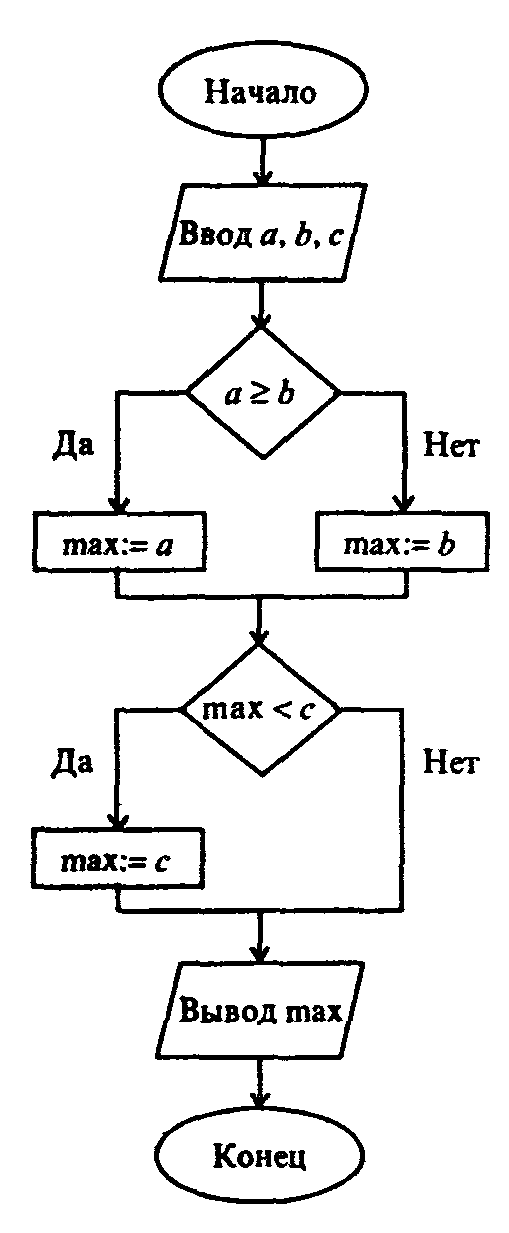 Начало
Ввод a, b, c
a ≥ b
Да
Нет
max:= a
max:= b
max < c
Да
Нет
max:= c
Вывод max
Конец